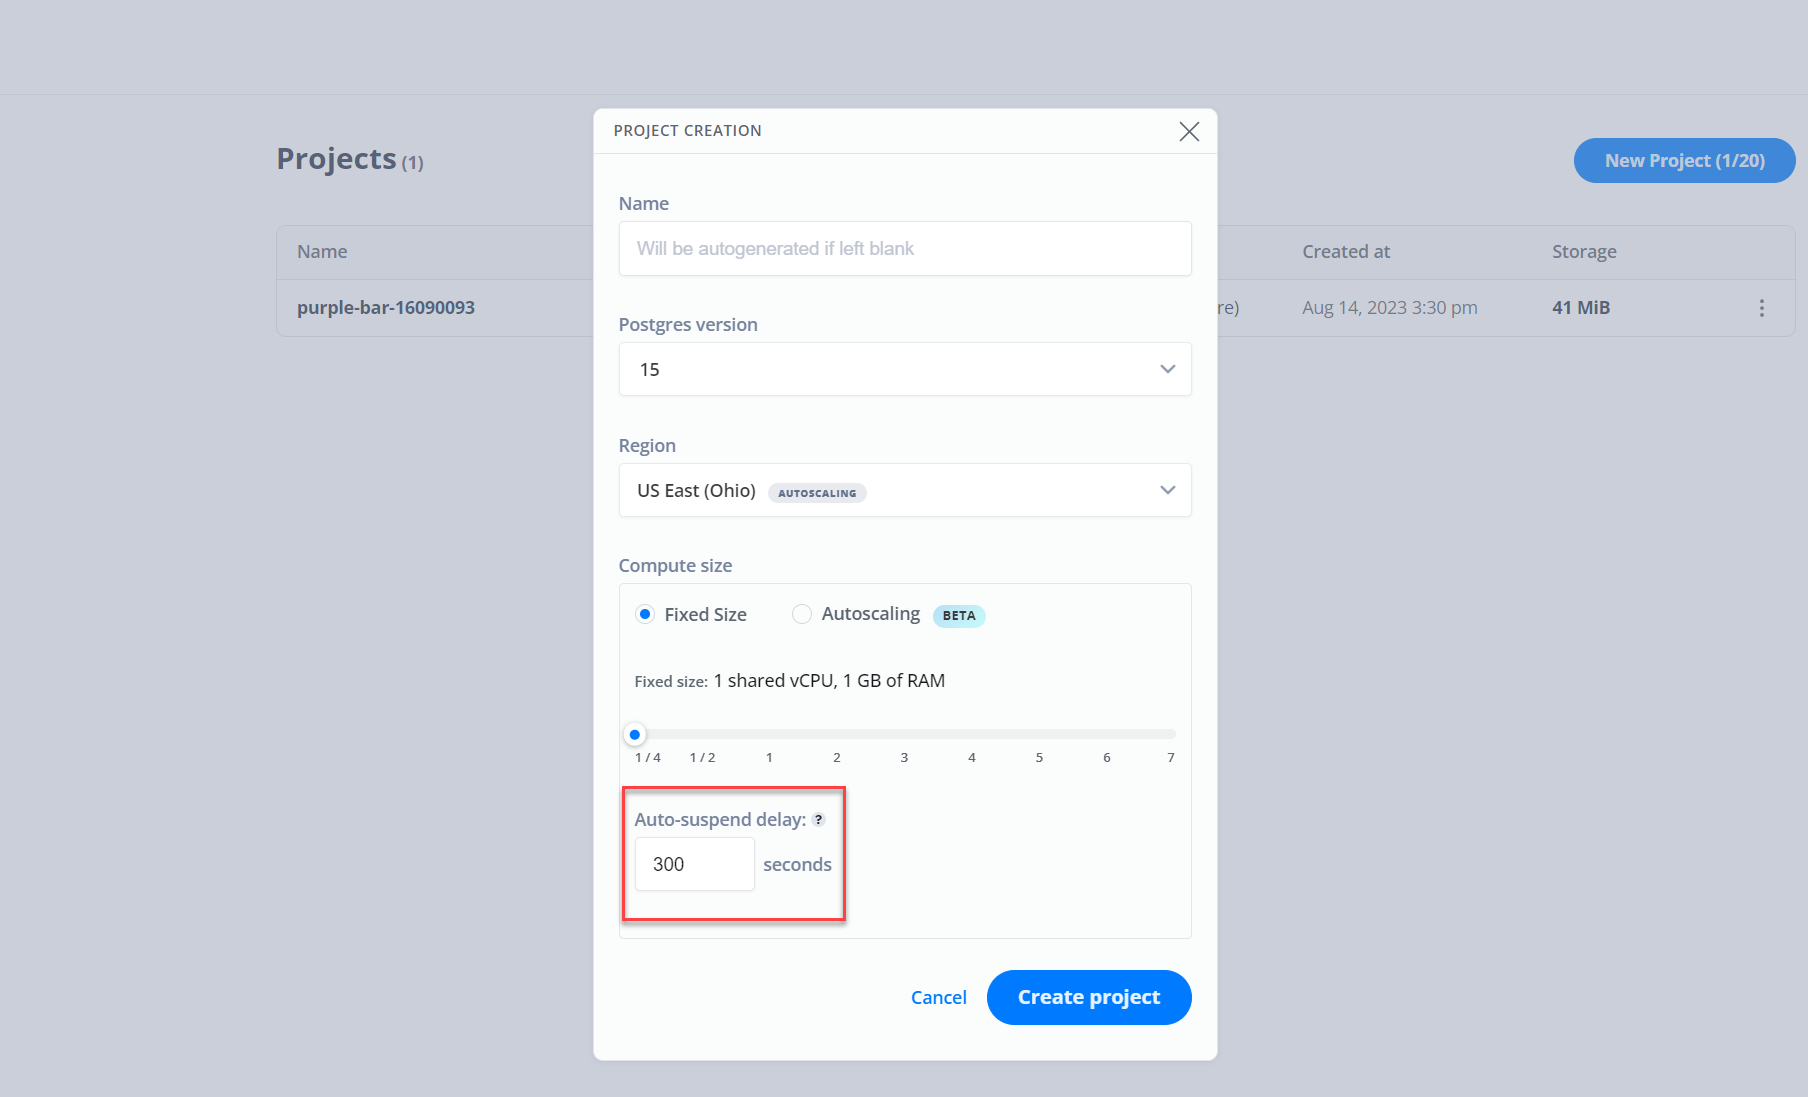 PROJECT CREATION
Projects (1)
New Project (1/20)
Name
Will be autogenerated if left blank
Name
Created at
Storage
purple-bar-16090093
re)
Aug 14, 2023 3:30 pm
41 MiB
Postgres version
15
Region
US East (Ohio) AUTOSCALING
Compute size
Fixed Size
Autoscaling BETA
Fixed size: 1 shared vCPU, 1 GB of RAM
1 / 4 1 / 2 1 2 3 4 5 6 7
Auto-suspend delay: ?
300 seconds
Cancel
Create project